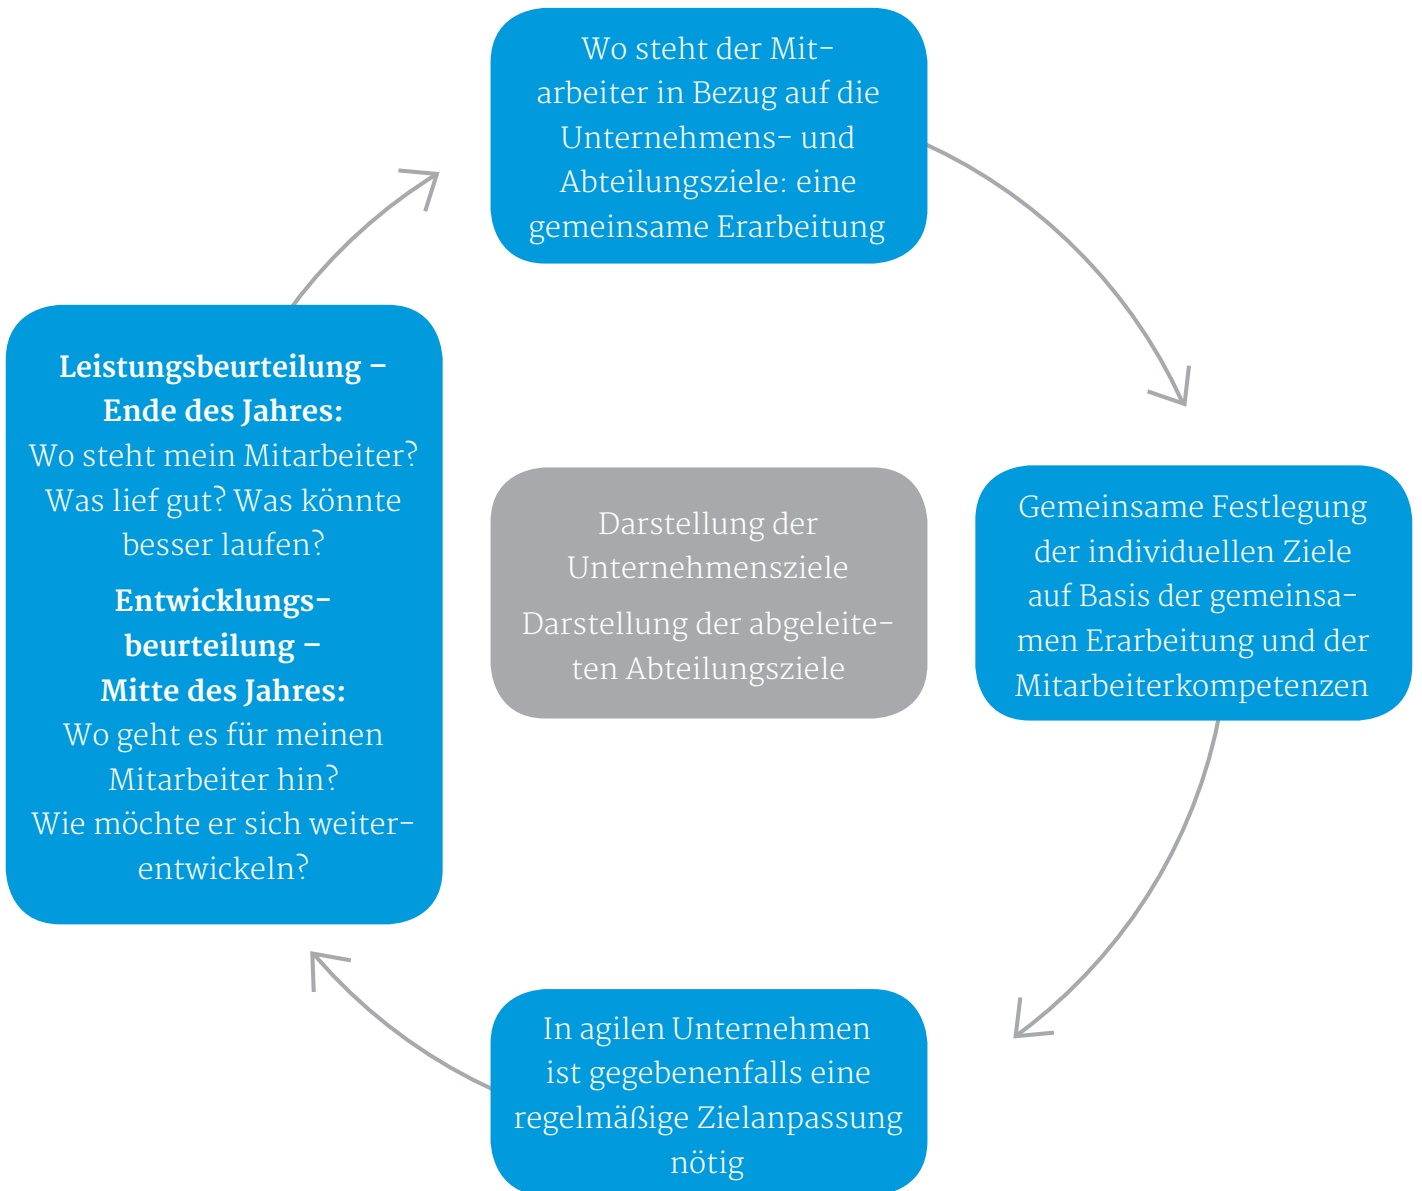 Wo steht der Mit-
arbeiter in Bezug auf die
Unternehmens- und
Abteilungsziele: eine
gemeinsame Erarbeitung
Leistungsbeurteilung –
Ende des Jahres:
Wo steht mein Mitarbeiter?
Was lief gut? Was könnte
besser laufen?
Entwicklungs-
beurteilung –
Mitte des Jahres:
Wo geht es für meinen
Mitarbeiter hin?
Wie möchte er sich weiter-
entwickeln?
Darstellung der
Unternehmensziele
Darstellung der abgeleite-
ten Abteilungsziele
Gemeinsame Festlegung
der individuellen Ziele
auf Basis der gemeinsa-
men Erarbeitung und der
Mitarbeiterkompetenzen
In agilen Unternehmen
ist gegebenenfalls eine
regelmäßige Zielanpassung
nötig